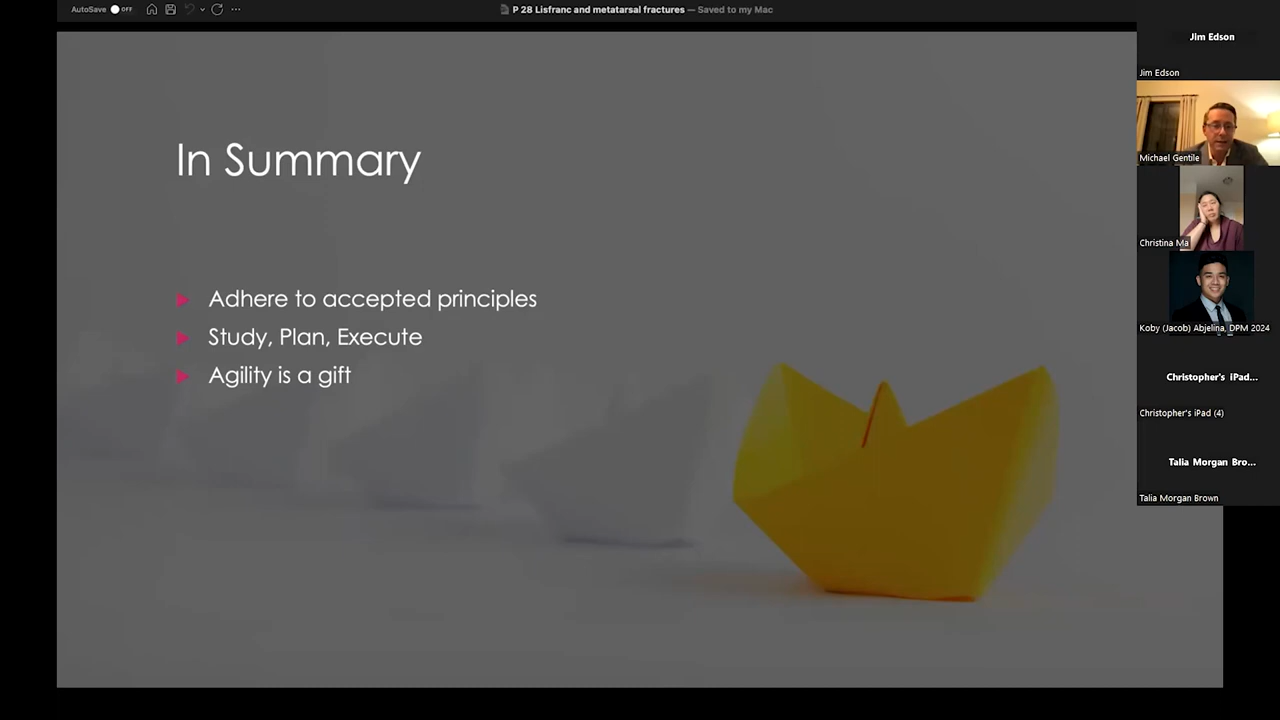 AutoSave OFF
P 28 Lisfranc and metatarsal fractures — Saved to my Mac
In Summary
Adhere to accepted principles
Study, Plan, Execute
Agility is a gift
Jim Edson
Jim Edson
Michael Gentile
Christina Ma
Koby (Jacob) Abjelina, DPM 2024
Christopher's iPad...
Christopher's iPad (4)
Talia Morgan Bro...
Talia Morgan Brown